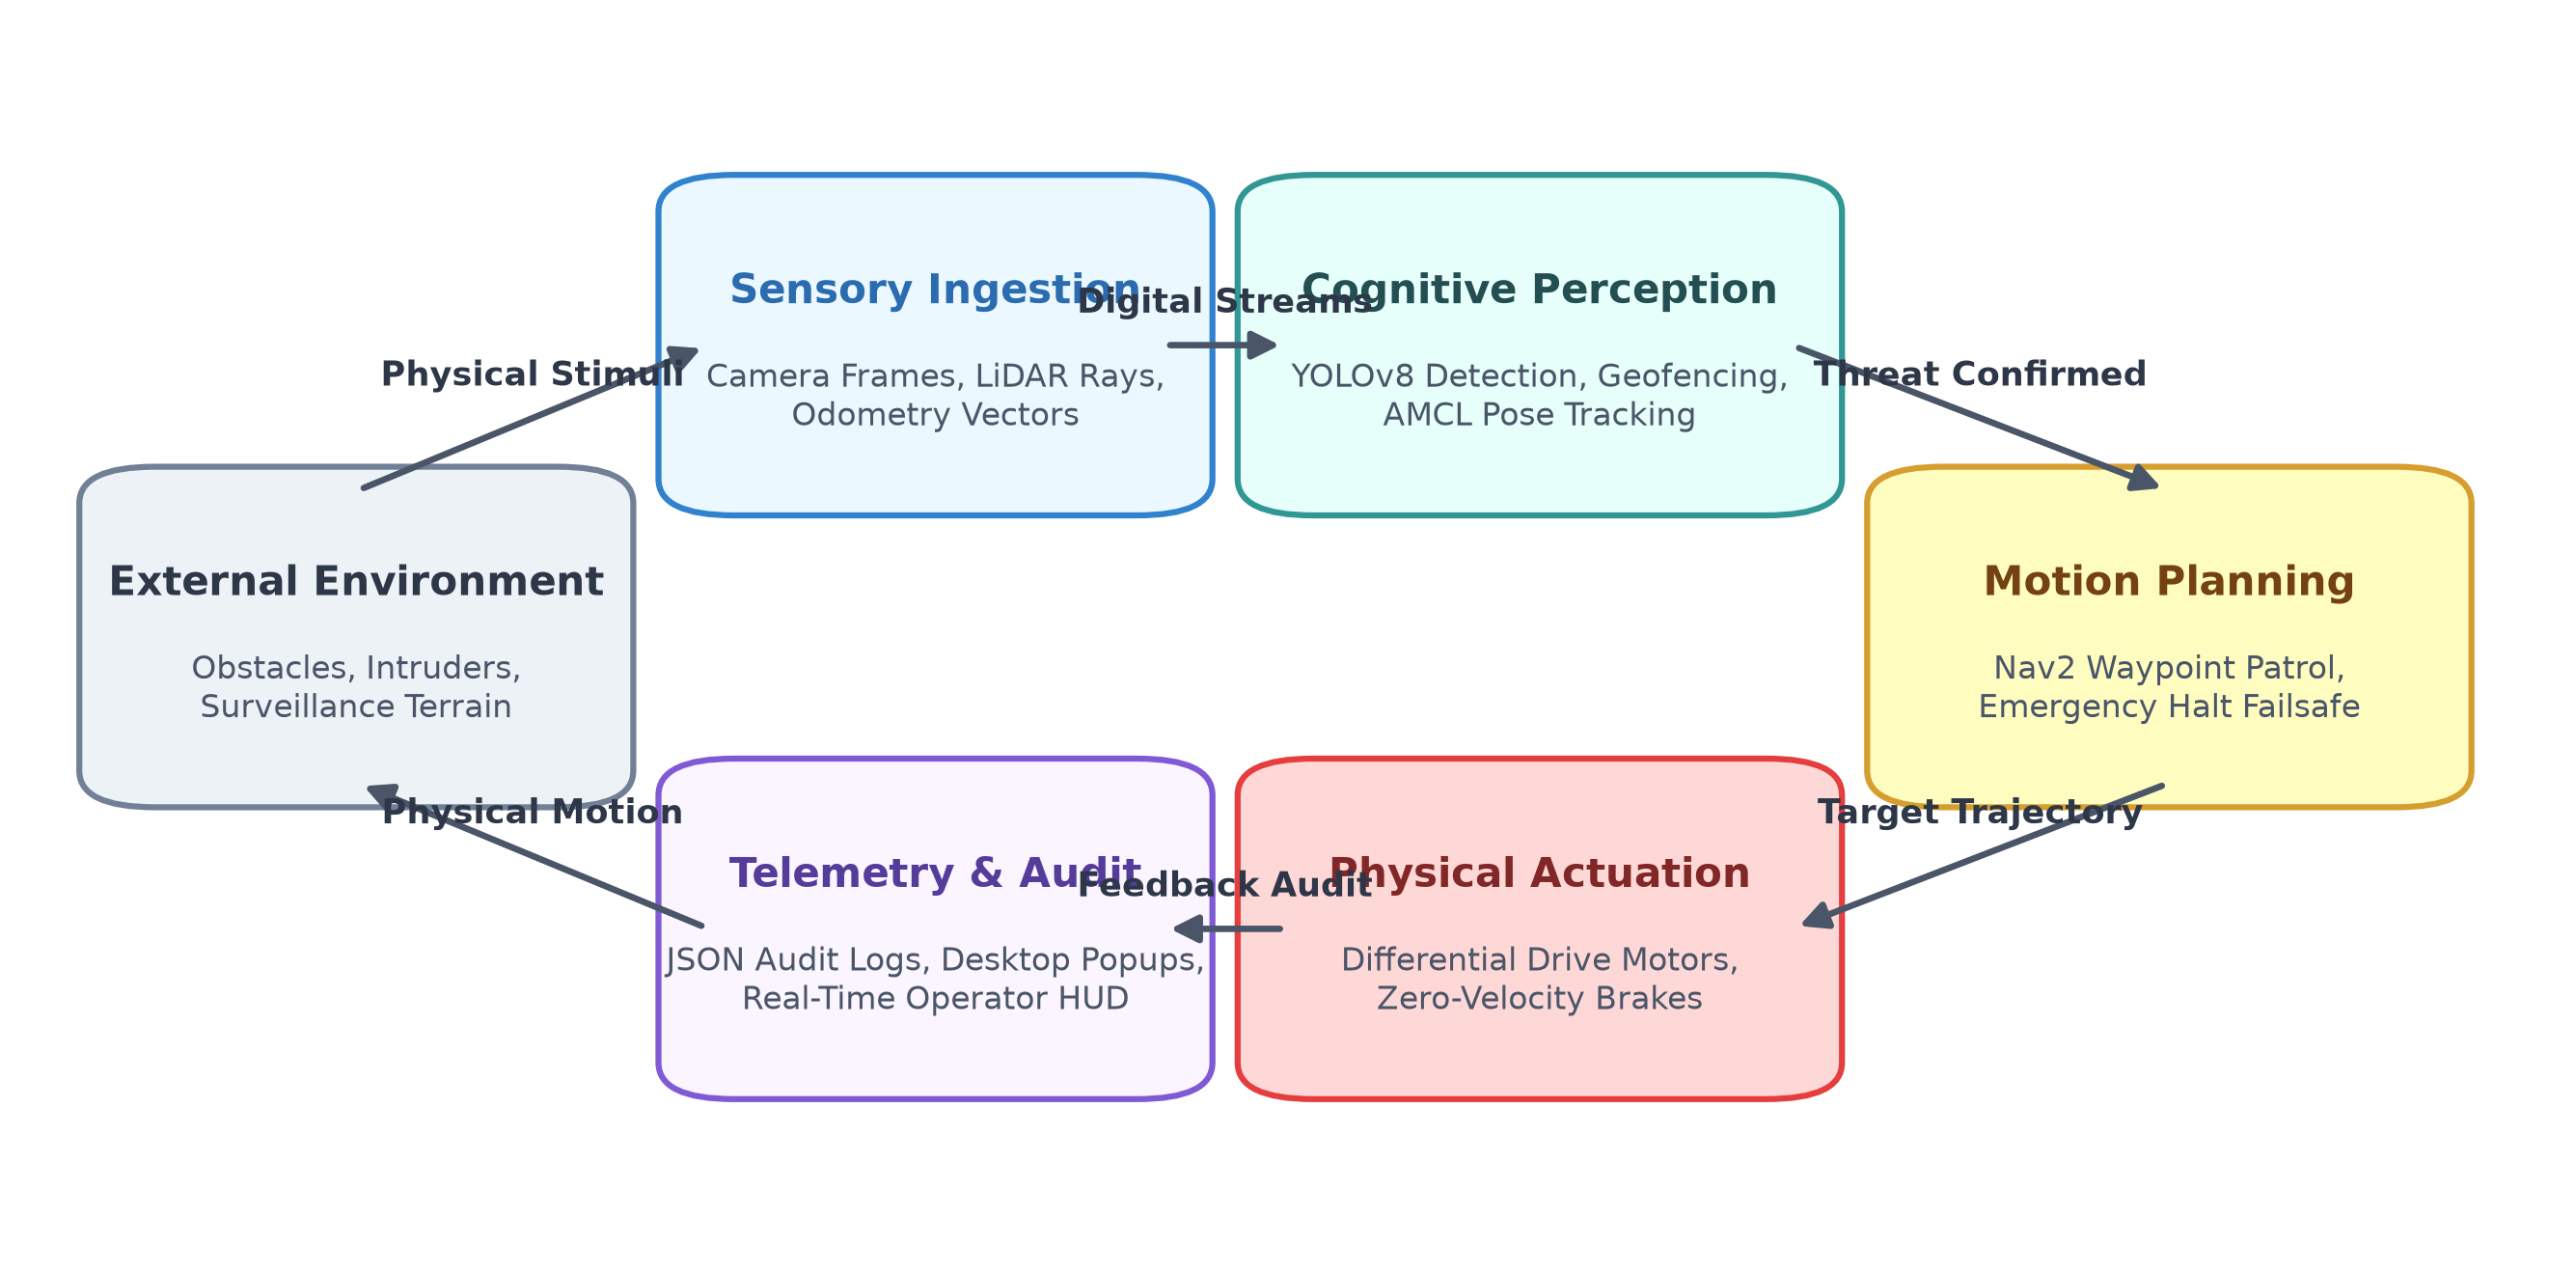 Sensory Ingestion
Camera Frames, LiDAR Rays,
Odometry Vectors
Digital Streams
Cognitive Perception
YOLOv8 Detection, Geofencing,
AMCL Pose Tracking
Physical Stimuli
Threat Confirmed
External Environment
Obstacles, Intruders,
Surveillance Terrain
Motion Planning
Nav2 Waypoint Patrol,
Emergency Halt Failsafe
Physical Motion
Target Trajectory
Telemetry & Audit
JSON Audit Logs, Desktop Popups,
Real-Time Operator HUD
Feedback Audit
Physical Actuation
Differential Drive Motors,
Zero-Velocity Brakes